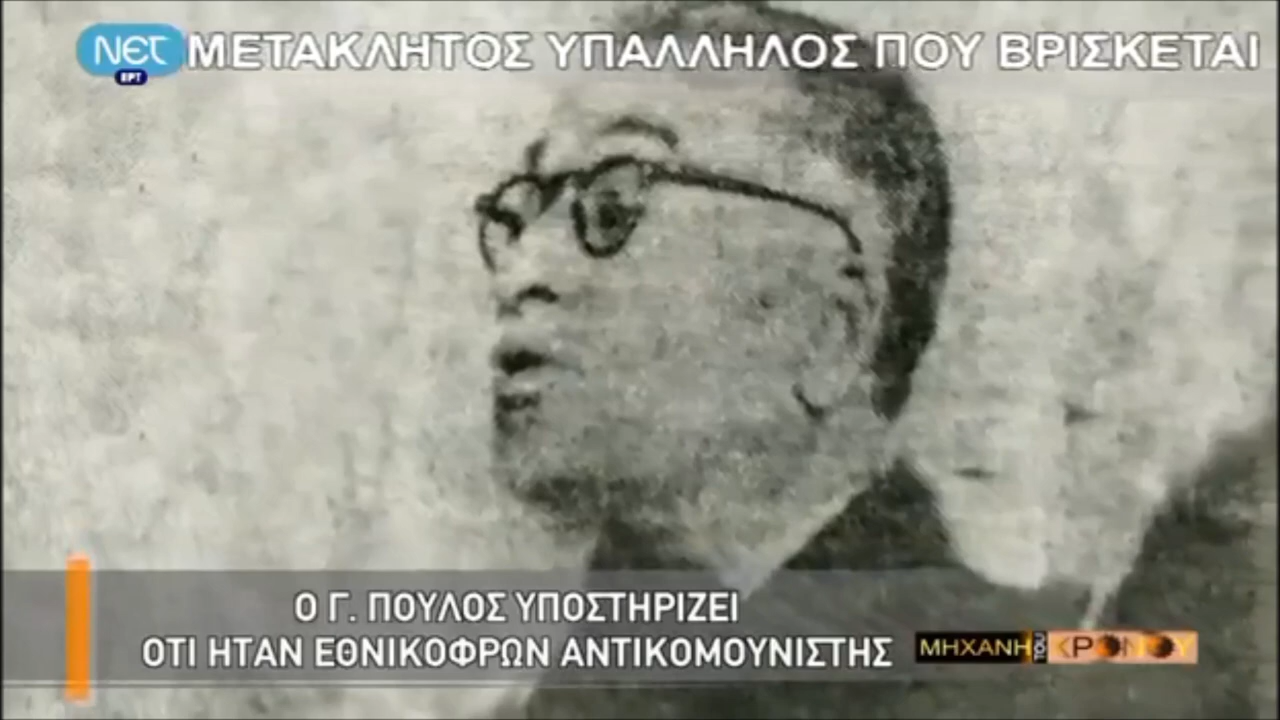 NET
ΕΡΤ
ΜΕΤΑΚΛΗΤΟΣ ΥΠΑΛΛΗΛΟΣ ΠΟΥ ΒΡΙΣΚΕΤΑΙ
Ο Γ. ΠΟΥΛΟΣ ΥΠΟΣΤΗΡΙΖΕΙ
ΟΤΙ ΗΤΑΝ ΕΘΝΙΚΟΦΡΩΝ ΑΝΤΙΚΟΜΟΥΝΙΣΤΗΣ
ΜΗΧΑΝΗ ΤΟΥ ΧΡΟΝΟΥ